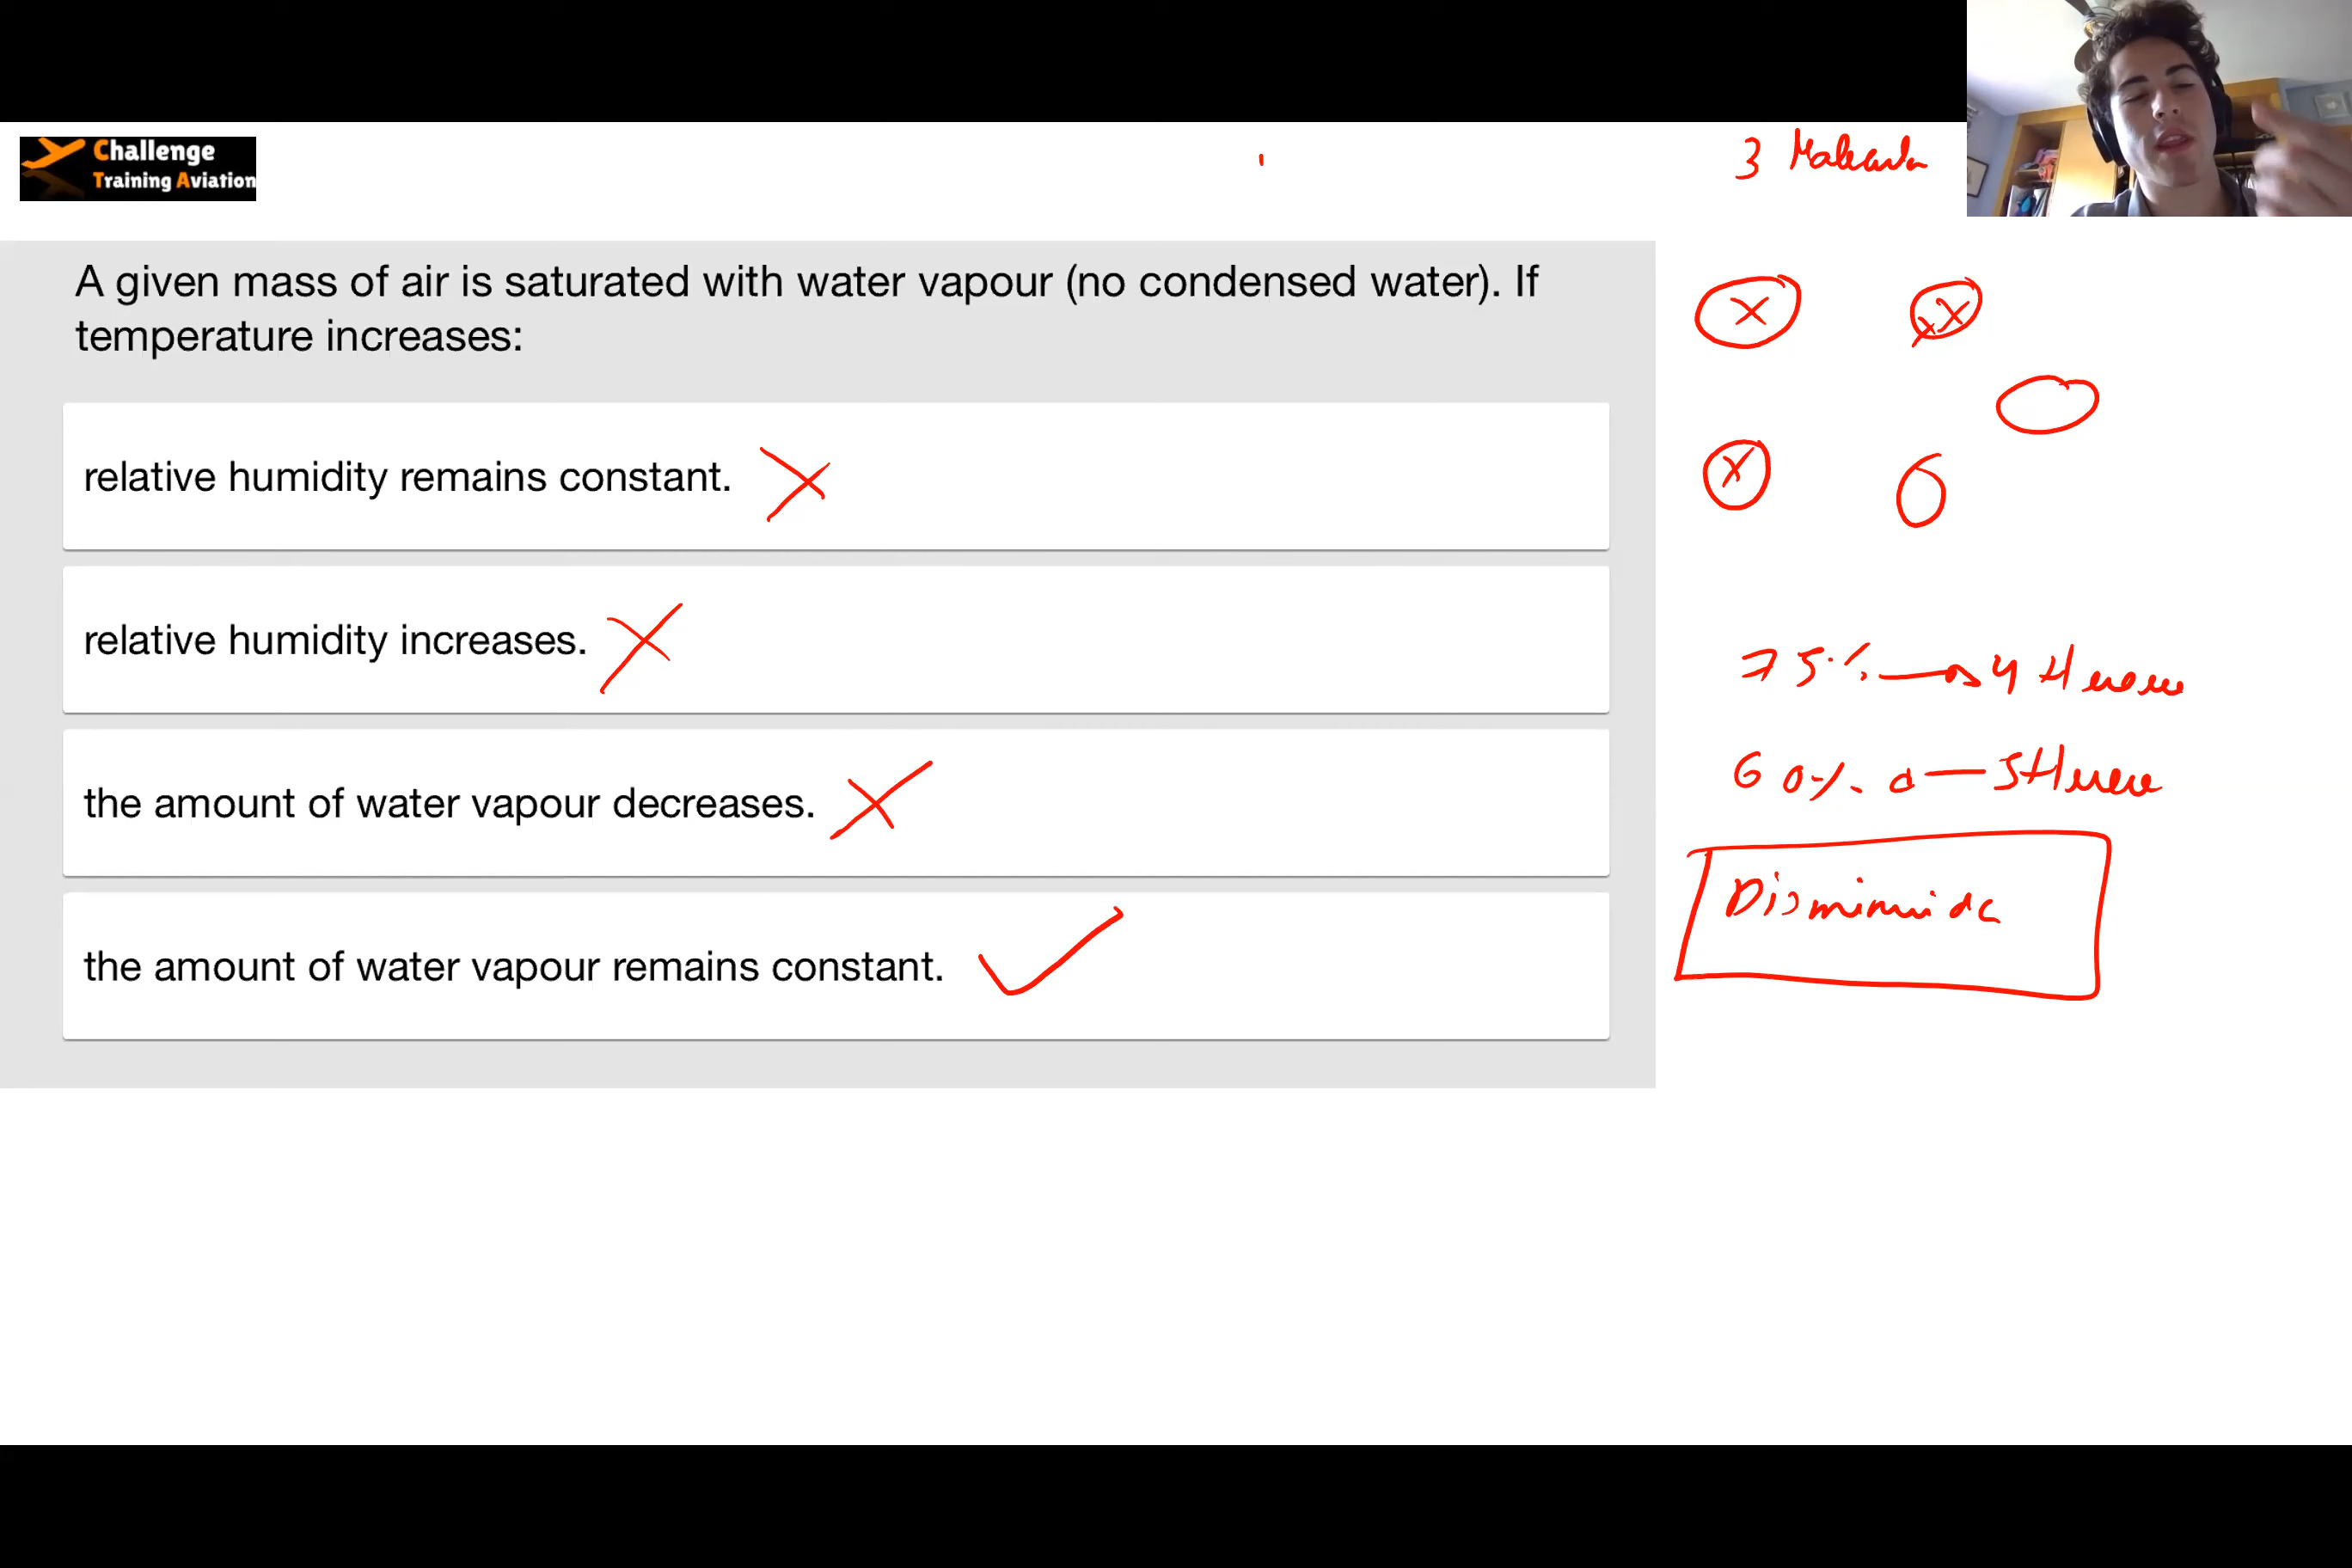 Challenge
Training Aviation
3
A given mass of air is saturated with water vapour (no condensed water). If
temperature increases:
relative humidity remains constant.
relative humidity increases.
the amount of water vapour decreases.
the amount of water vapour remains constant.
75% 4
60% 5